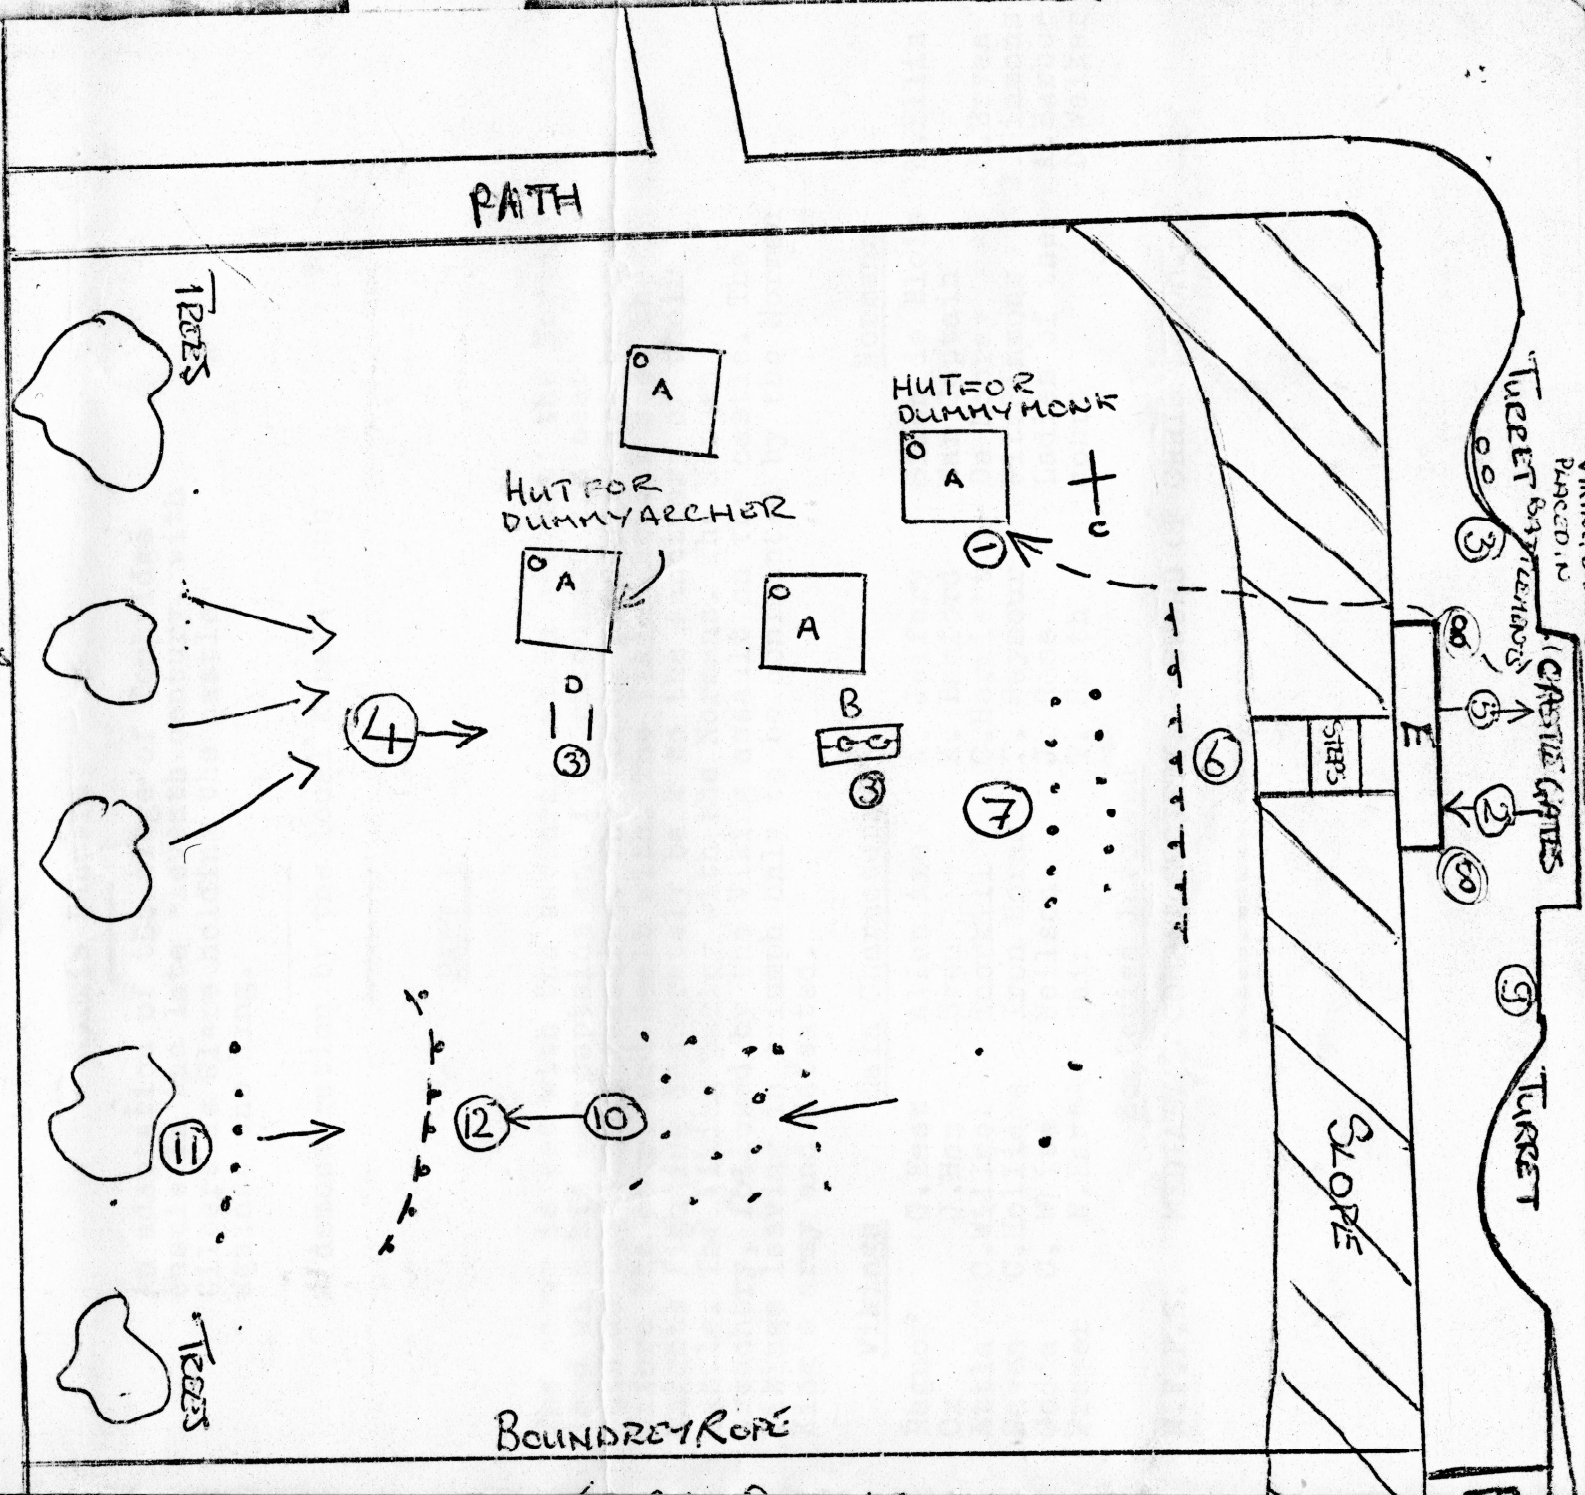 PATH
TREES
A
HUT FOR
DUMMY MONK
A
C
1
HUT FOR
DUMMY ARCHER
A
A
D
3
B
3
4
7
6
STEPS
E
TURRET BATTLEMENTS
PLACED IN
3
8
5
CASTLE GATES
2
8
9
TURRET
SLOPE
10
12
11
TREES
BOUNDREY ROPE